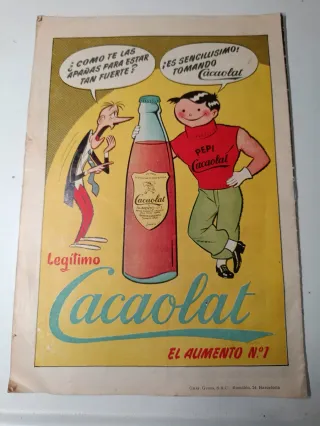 ¿COMO TE LAS
APAÑAS PARA ESTAR
TAN FUERTE?
¡ES SENCILLISIMO!
TOMANDO
Cacaolat
PEPI
Cacaolat
Cacaolat
Legítimo
Cacaolat
EL ALIMENTO N.º 1